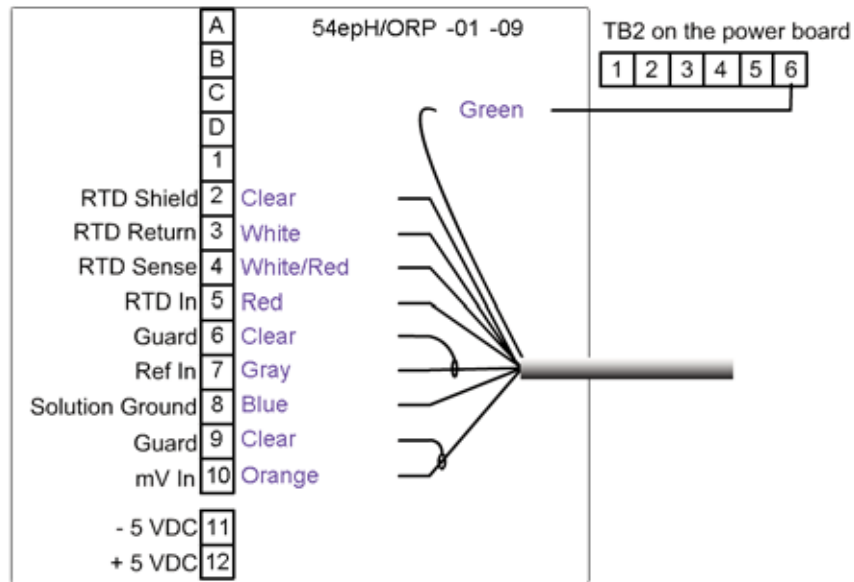 A 54epH/ORP -01 -09 TB2 on the power board
B
1 2 3 4 5 6
C
Green
D
1
RTD Shield 2 Clear
RTD Return 3 White
RTD Sense 4 White/Red
RTD In 5 Red
Guard 6 Clear
Ref In 7 Gray
Solution Ground 8 Blue
Guard 9 Clear
mV In 10 Orange
- 5 VDC 11
+ 5 VDC 12